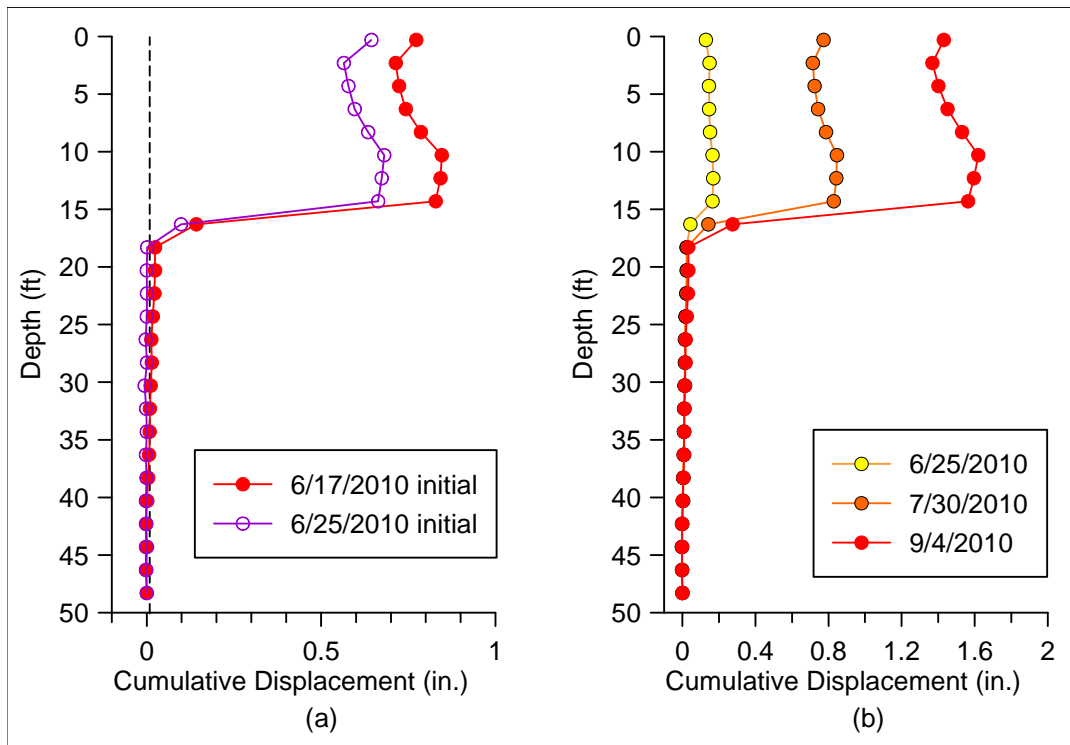 0
5
10
15
20
25
30
35
40
45
50
Depth (ft)
6/17/2010 initial
6/25/2010 initial
0 0.5 1
Cumulative Displacement (in.)
(a)
0
5
10
15
20
25
30
35
40
45
50
Depth (ft)
6/25/2010
7/30/2010
9/4/2010
0 0.4 0.8 1.2 1.6 2
Cumulative Displacement (in.)
(b)